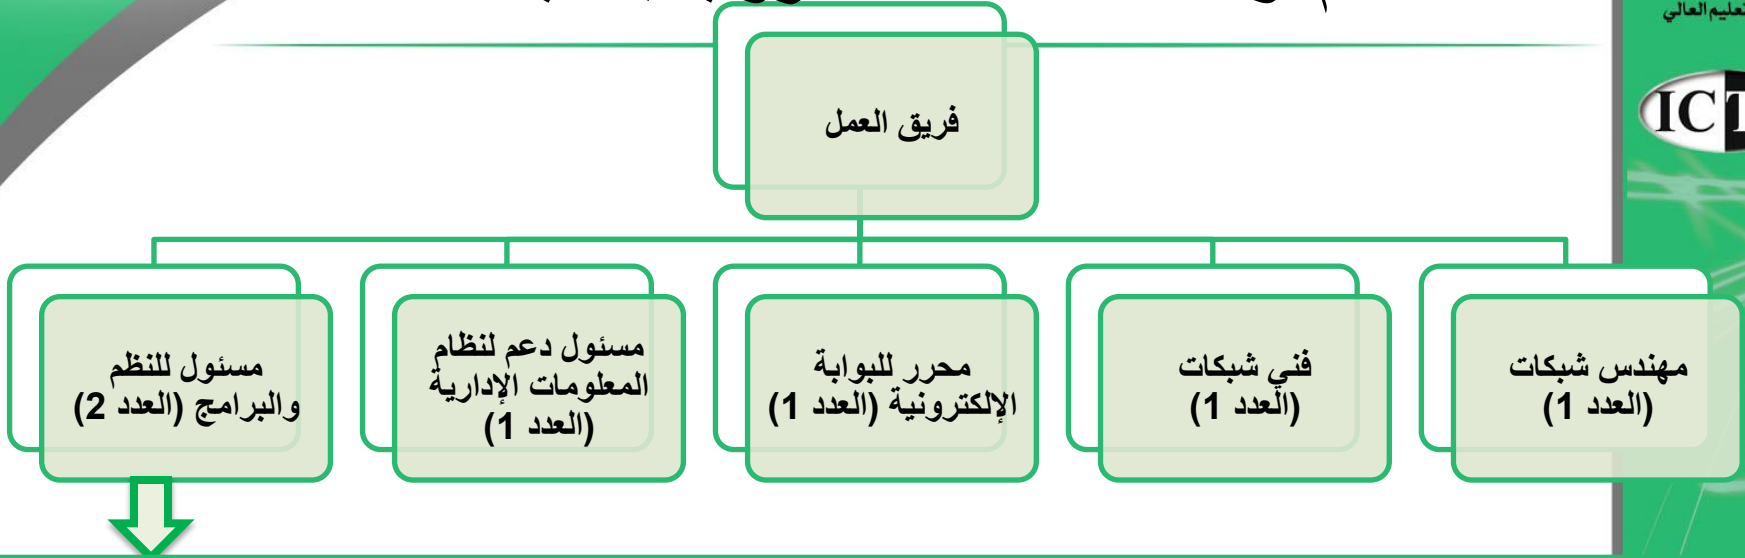 تعليم العالي
ICT
فريق العمل
مهندس شبكات
(العدد 1)
فني شبكات
(العدد 1)
محرر للبوابة
الإلكترونية (العدد 1)
مسئول دعم لنظام
المعلومات الإدارية
(العدد 1)
مسئول للنظم
والبرامج (العدد 2)